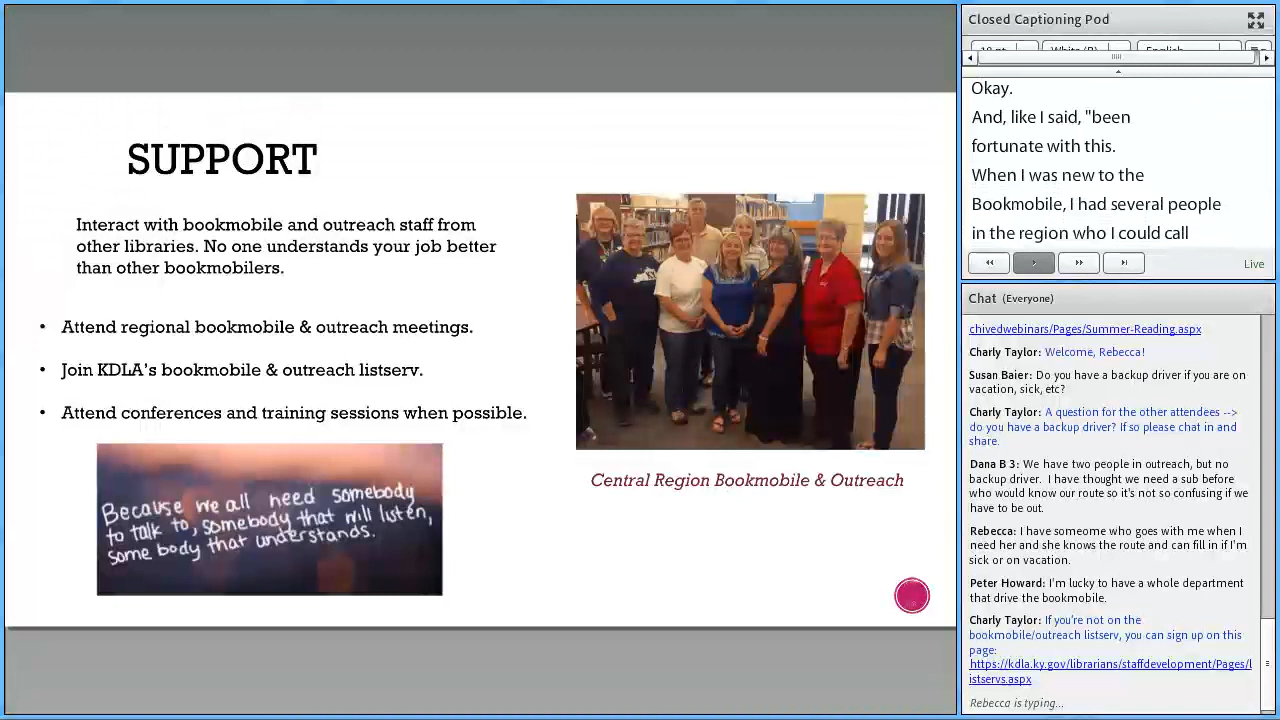 SUPPORT
Interact with bookmobile and outreach staff from
other libraries. No one understands your job better
than other bookmobilers.
• Attend regional bookmobile & outreach meetings.
• Join KDLA's bookmobile & outreach listserv.
• Attend conferences and training sessions when possible.
Because we all need somebody
to talk to, somebody that will listen,
some body that understands.
Central Region Bookmobile & Outreach
Closed Captioning Pod
English
Okay.
And, like I said, "been
fortunate with this.
When I was new to the
Bookmobile, I had several people
in the region who I could call
Live
Chat (Everyone)
chivedwebinars/Pages/Summer-Reading.aspx
Charly Taylor: Welcome, Rebecca!
Susan Baier: Do you have a backup driver if you are on
vacation, sick, etc?
Charly Taylor: A question for the other attendees -->
do you have a backup driver? If so please chat in and
share.
Dana B 3: We have two people in outreach, but no
backup driver. I have thought we need a sub before
who would know our route so it's not so confusing if we
have to be out.
Rebecca: I have someome who goes with me when I
need her and she knows the route and can fill in if I'm
sick or on vacation.
Peter Howard: I'm lucky to have a whole department
that drive the bookmobile.
Charly Taylor: If you're not on the
bookmobile/outreach listserv, you can sign up on this
page:
https://kdla.ky.gov/librarians/staffdevelopment/Pages/l
istservs.aspx
Rebecca is typing...